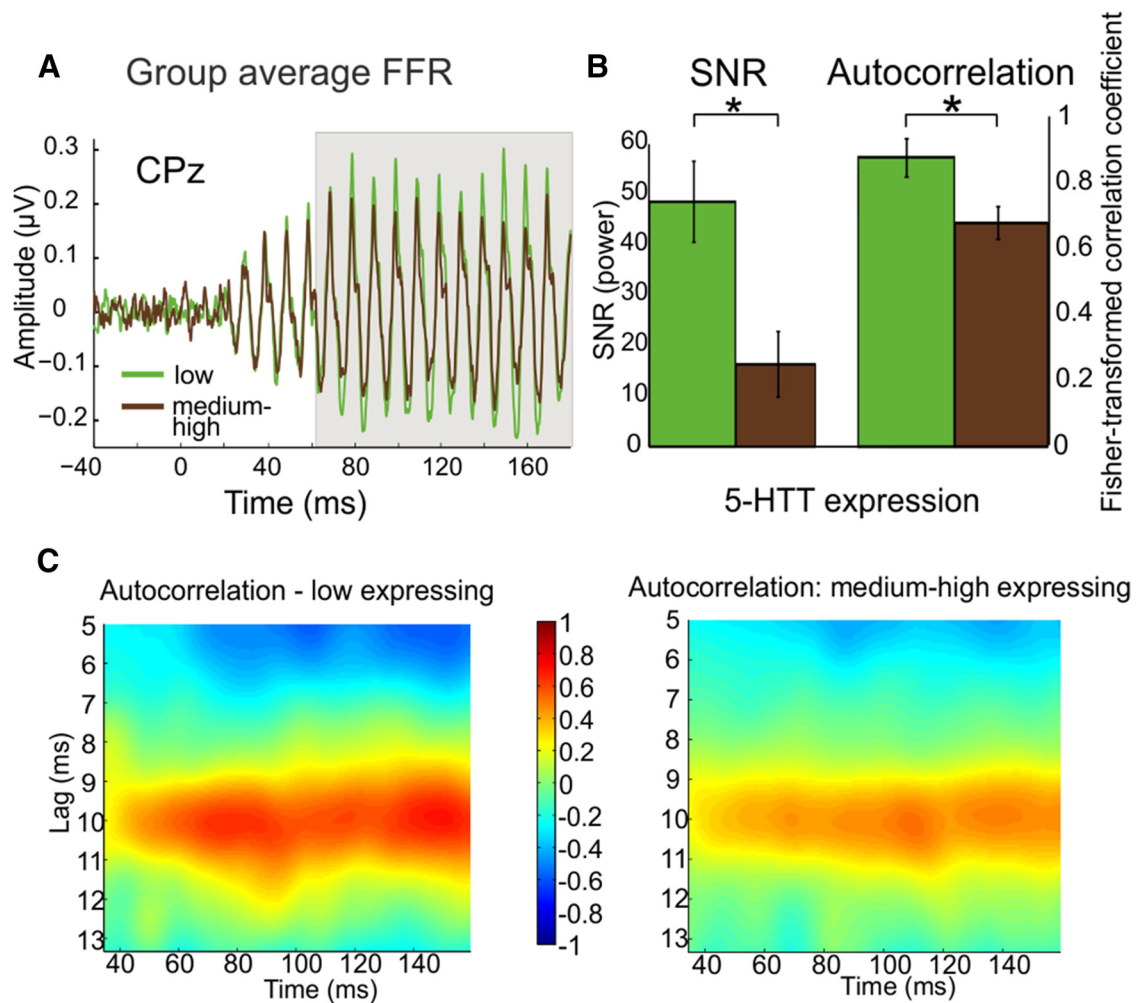 A
Group average FFR
CPz
Amplitude (µV)
0.3
0.2
0.1
0
−0.1
−0.2
low
medium-
high
−40 0 40 80 120 160
Time (ms)
B
SNR
Autocorrelation
*
*
SNR (power)
60
50
40
30
20
10
0
1
0.8
0.6
0.4
0.2
0
Fisher-transformed correlation coefficient
5-HTT expression
C
Autocorrelation - low expressing
Lag (ms)
5
6
7
8
9
10
11
12
13
40 60 80 100 120 140
Time (ms)
1
0.8
0.6
0.4
0.2
0
-0.2
-0.4
-0.6
-0.8
-1
Autocorrelation: medium-high expressing
5
6
7
8
9
10
11
12
13
40 60 80 100 120 140
Time (ms)